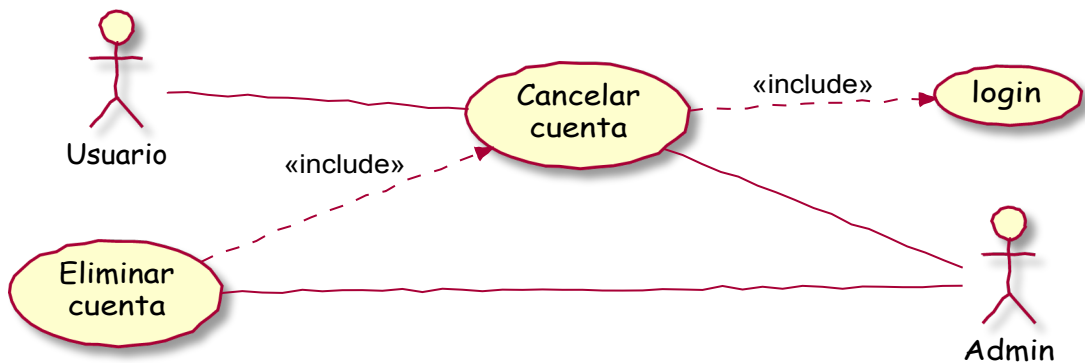 Cancelar
cuenta
«include»
login
Usuario
«include»
Eliminar
cuenta
Admin